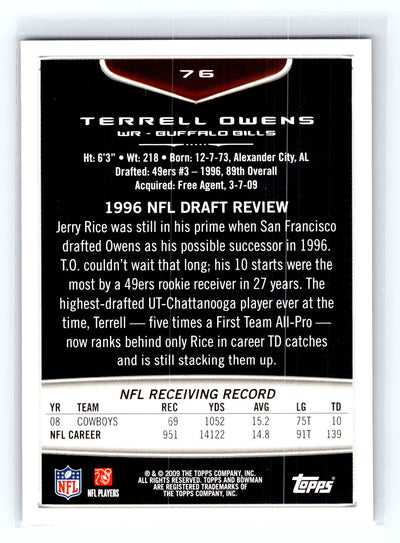 76
TERRELL OWENS
WR - BUFFALO BILLS
Ht: 6'3" • Wt: 218 • Born: 12-7-73, Alexander City, AL
Drafted: 49ers #3 – 1996, 89th Overall
Acquired: Free Agent, 3-7-09
1996 NFL DRAFT REVIEW
Jerry Rice was still in his prime when San Francisco
drafted Owens as his possible successor in 1996.
T.O. couldn't wait that long; his 10 starts were the
most by a 49ers rookie receiver in 27 years. The
highest-drafted UT-Chattanooga player ever at the
time, Terrell — five times a First Team All-Pro —
now ranks behind only Rice in career TD catches
and is still stacking them up.
NFL RECEIVING RECORD
YR TEAM REC YDS AVG LG TD
08 COWBOYS 69 1052 15.2 75T 10
NFL CAREER 951 14122 14.8 91T 139
NFL
NFL PLAYERS
® & © 2009 THE TOPPS COMPANY, INC.
ALL RIGHTS RESERVED. TOPPS AND BOWMAN
ARE REGISTERED TRADEMARKS OF
THE TOPPS COMPANY, INC.
TOPPS